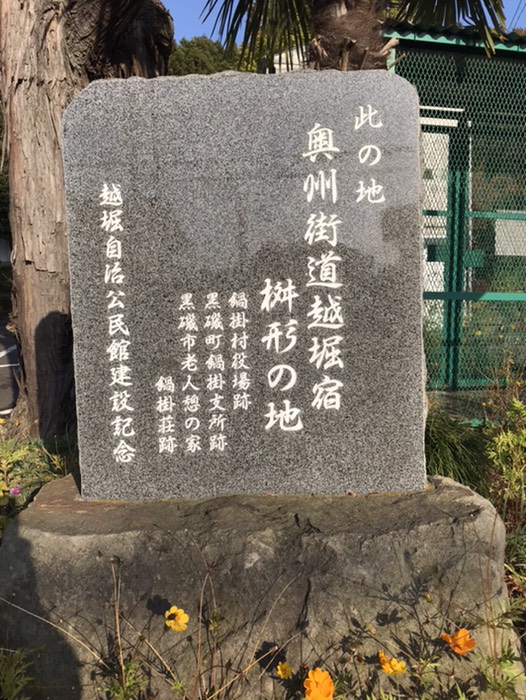 此の地
奥州街道越堀宿
桝形の地
鍋掛村役場跡
黒磯町鍋掛支所跡
黒磯市老人憩の家
鍋掛荘跡
越堀自治公民館建設記念